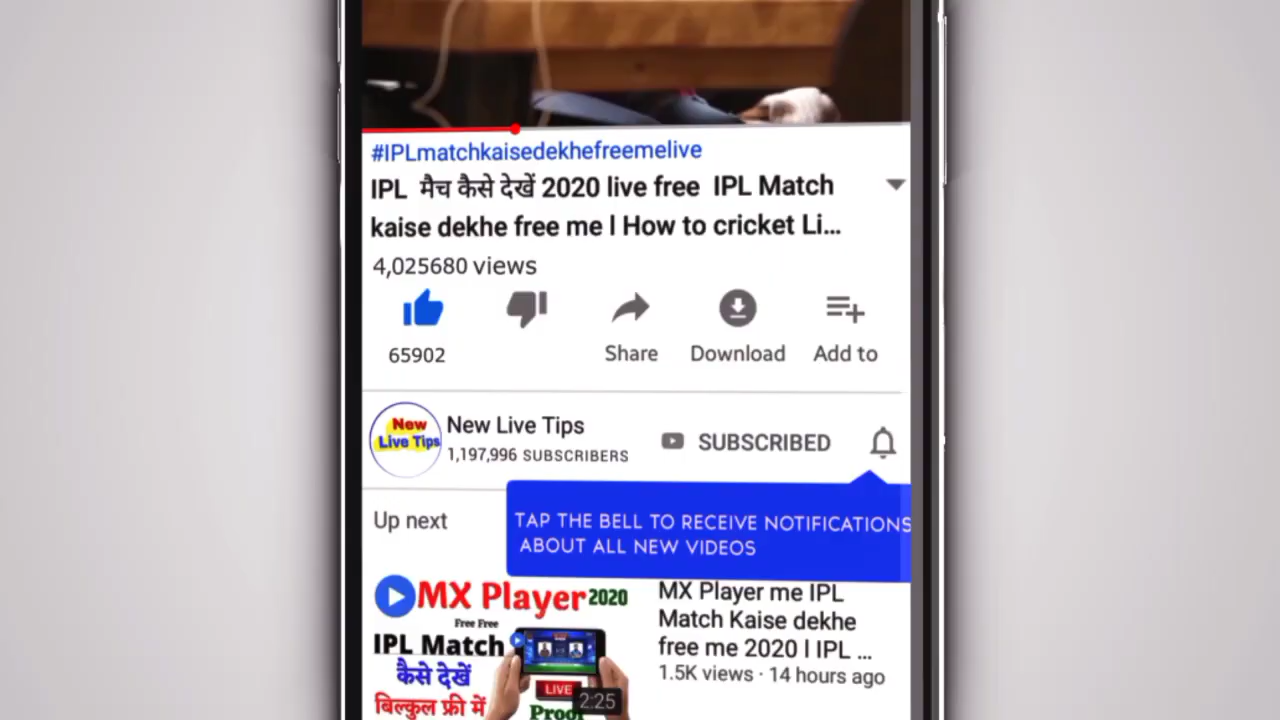 #IPLmatchkaisedekhefreemelive
IPL मैच कैसे देखें 2020 live free IPL Match
kaise dekhe free me l How to cricket Li...
4,025680 views
65902
Share
Download
Add to
New
Live Tips
New Live Tips
1,197,996 SUBSCRIBERS
SUBSCRIBED
Up next
TAP THE BELL TO RECEIVE NOTIFICATIONS
ABOUT ALL NEW VIDEOS
MX Player 2020
Free Free
IPL Match
कैसे देखें
बिल्कुल फ्री में
LIVE
2:25
Proof
MX Player me IPL
Match Kaise dekhe
free me 2020 l IPL ...
1.5K views · 14 hours ago